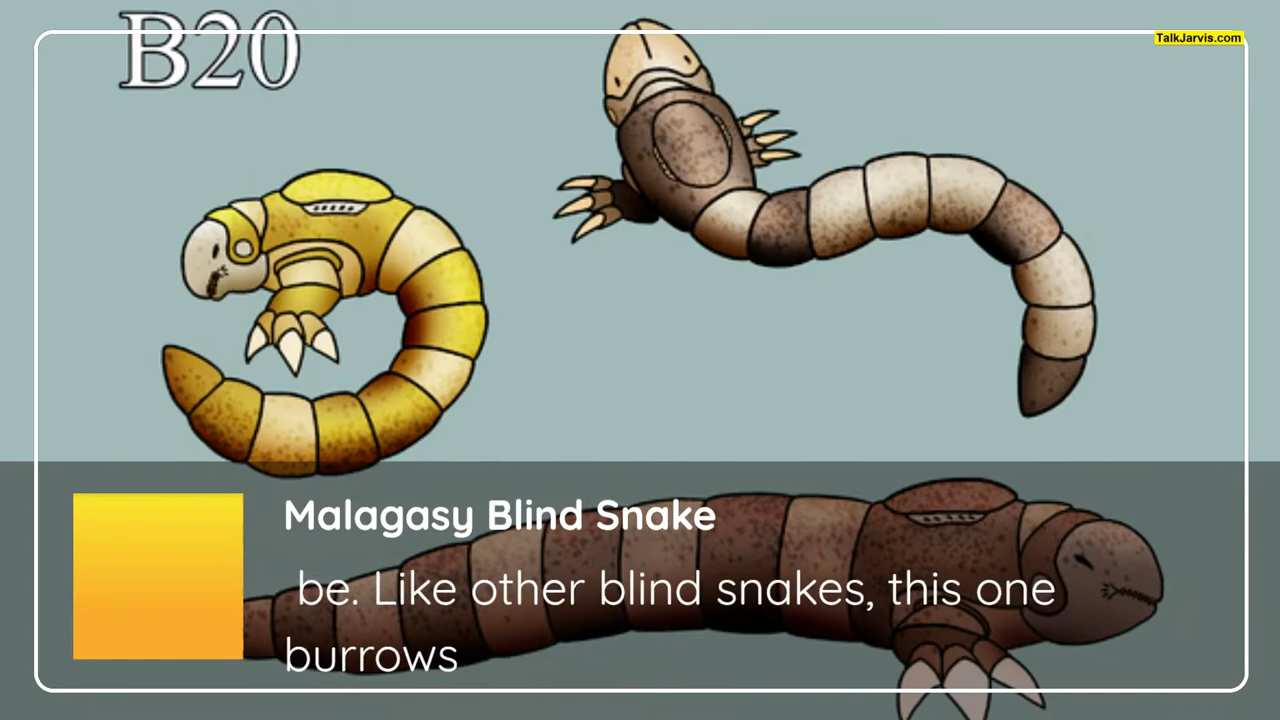 B20
TalkJarvis.com
Malagasy Blind Snake
be. Like other blind snakes, this one
burrows